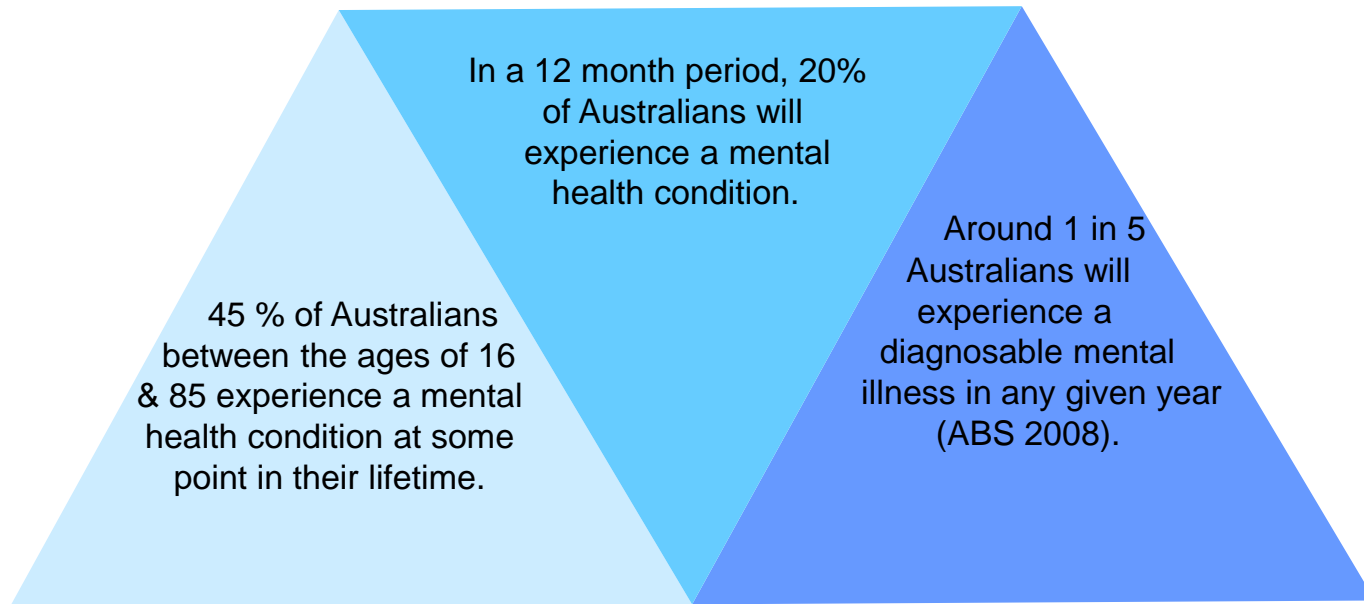 45 % of Australians
between the ages of 16
& 85 experience a mental
health condition at some
point in their lifetime.
In a 12 month period, 20%
of Australians will
experience a mental
health condition.
Around 1 in 5
Australians will
experience a
diagnosable mental
illness in any given year
(ABS 2008).